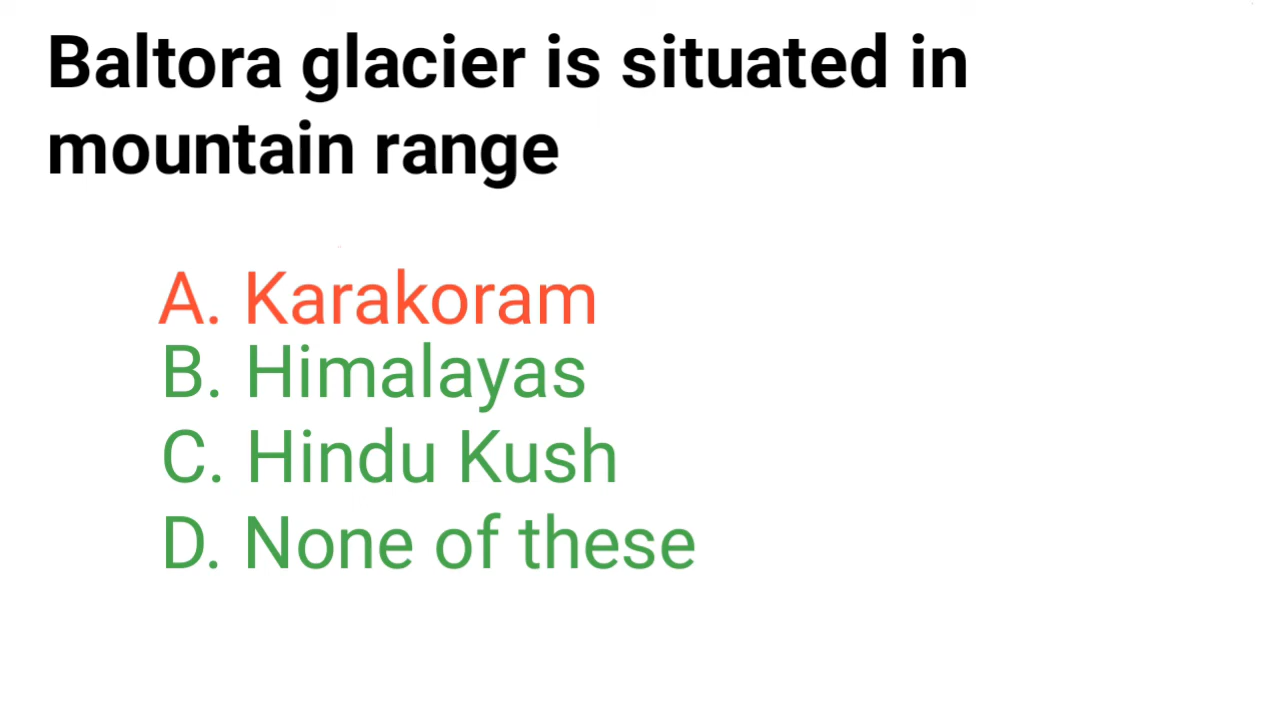 Baltora glacier is situated in
mountain range
A. Karakoram
B. Himalayas
C. Hindu Kush
D. None of these